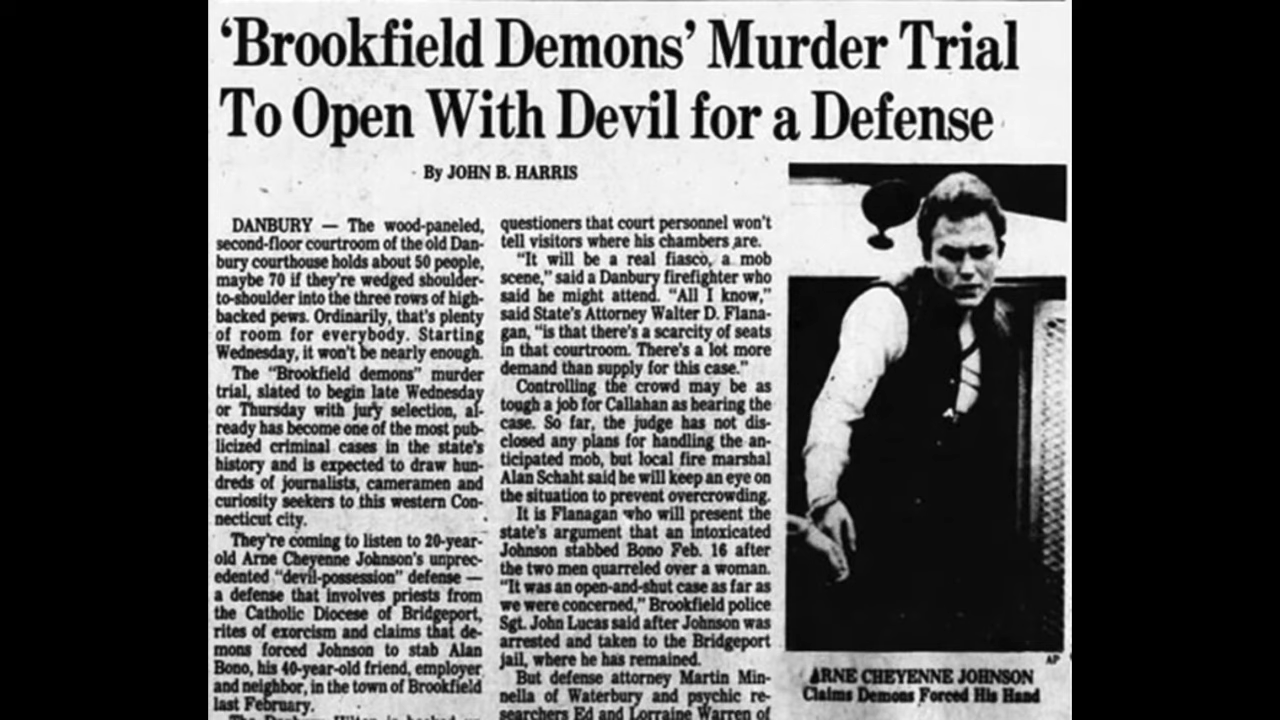 'Brookfield Demons' Murder Trial
To Open With Devil for a Defense
By JOHN B. HARRIS
DANBURY — The wood-paneled,
second-floor courtroom of the old Dan-
bury courthouse holds about 50 people,
maybe 70 if they're wedged shoulder-
to-shoulder into the three rows of high-
backed pews. Ordinarily, that's plenty
of room for everybody. Starting
Wednesday, it won't be nearly enough.
The "Brookfield demons" murder
trial, slated to begin late Wednesday
or Thursday with jury selection, al-
ready has become one of the most pub-
licized criminal cases in the state's
history and is expected to draw hun-
dreds of journalists, cameramen and
curiosity seekers to this western Con-
necticut city.
They're coming to listen to 20-year-
old Arne Cheyenne Johnson's unprec-
edented "devil-possession" defense —
a defense that involves priests from
the Catholic Diocese of Bridgeport,
rites of exorcism and claims that de-
mons forced Johnson to stab Alan
Bono, his 40-year-old friend, employer
and neighbor, in the town of Brookfield
last February.
questioners that court personnel won't
tell visitors where his chambers are.
"It will be a real fiasco, a mob
scene," said a Danbury firefighter who
said he might attend. "All I know,"
said State's Attorney Walter D. Flana-
gan, "is that there's a scarcity of seats
in that courtroom. There's a lot more
demand than supply for this case."
Controlling the crowd may be as
tough a job for Callahan as hearing the
case. So far, the judge has not dis-
closed any plans for handling the an-
ticipated mob, but local fire marshal
Alan Schaht said he will keep an eye on
the situation to prevent overcrowding.
It is Flanagan who will present the
state's argument that an intoxicated
Johnson stabbed Bono Feb. 16 after
the two men quarreled over a woman.
"It was an open-and-shut case as far as
we were concerned," Brookfield police
Sgt. John Lucas said after Johnson was
arrested and taken to the Bridgeport
jail, where he has remained.
But defense attorney Martin Min-
nella of Waterbury and psychic re-
searchers Ed and Lorraine Warren of
AP
ARNE CHEYENNE JOHNSON
Claims Demons Forced His Hand